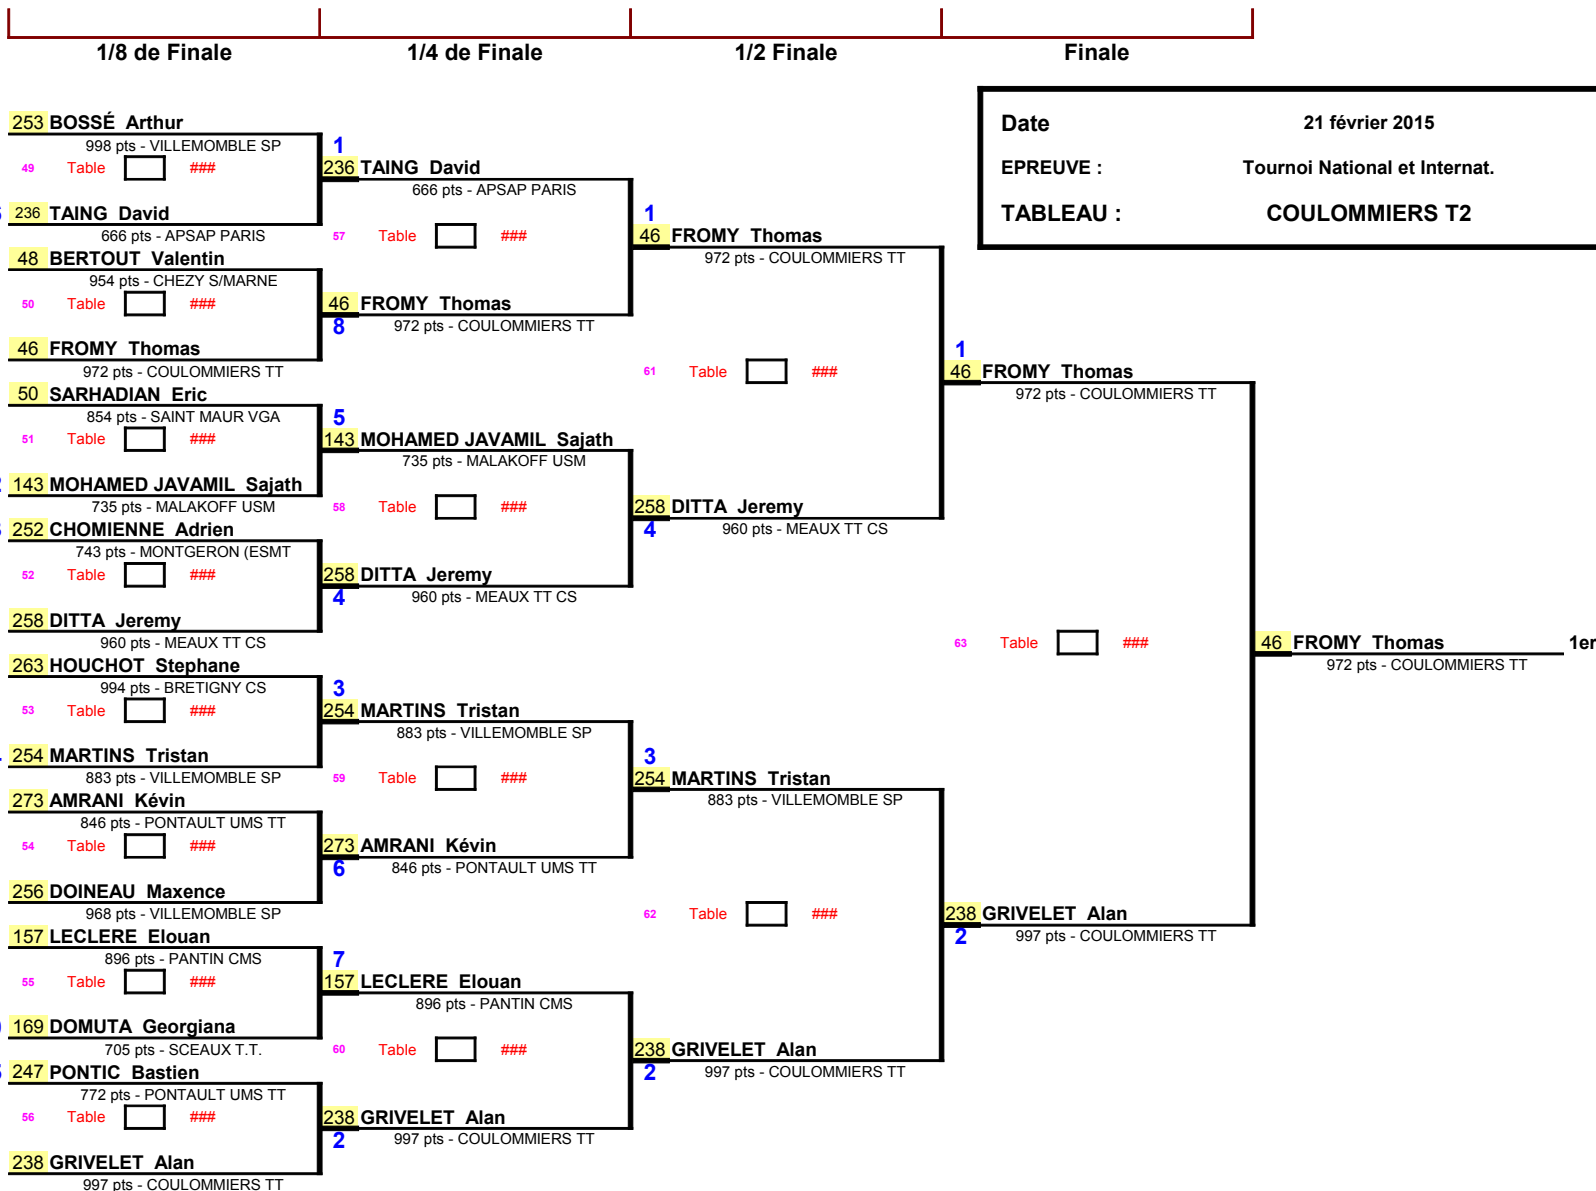 1/8 de Finale 1/4 de Finale 1/2 Finale Finale
Date 21 février 2015
EPREUVE : Tournoi National et Internat.
TABLEAU : COULOMMIERS T2
253 BOSSÉ Arthur
998 pts - VILLEMOMBLE SP
49 Table ###
236 TAING David
666 pts - APSAP PARIS
48 BERTOUT Valentin
954 pts - CHEZY S/MARNE
50 Table ###
46 FROMY Thomas
972 pts - COULOMMIERS TT
50 SARHADIAN Eric
854 pts - SAINT MAUR VGA
51 Table ###
143 MOHAMED JAVAMIL Sajath
735 pts - MALAKOFF USM
252 CHOMIENNE Adrien
743 pts - MONTGERON (ESMT
52 Table ###
258 DITTA Jeremy
960 pts - MEAUX TT CS
263 HOUCHOT Stephane
994 pts - BRETIGNY CS
53 Table ###
254 MARTINS Tristan
883 pts - VILLEMOMBLE SP
273 AMRANI Kévin
846 pts - PONTAULT UMS TT
54 Table ###
256 DOINEAU Maxence
968 pts - VILLEMOMBLE SP
157 LECLERE Elouan
896 pts - PANTIN CMS
55 Table ###
169 DOMUTA Georgiana
705 pts - SCEAUX T.T.
247 PONTIC Bastien
772 pts - PONTAULT UMS TT
56 Table ###
238 GRIVELET Alan
997 pts - COULOMMIERS TT
1
236 TAING David
666 pts - APSAP PARIS
57 Table ###
46 FROMY Thomas
8
972 pts - COULOMMIERS TT
5
143 MOHAMED JAVAMIL Sajath
735 pts - MALAKOFF USM
58 Table ###
258 DITTA Jeremy
4
960 pts - MEAUX TT CS
3
254 MARTINS Tristan
883 pts - VILLEMOMBLE SP
59 Table ###
273 AMRANI Kévin
6
846 pts - PONTAULT UMS TT
7
157 LECLERE Elouan
896 pts - PANTIN CMS
60 Table ###
238 GRIVELET Alan
2
997 pts - COULOMMIERS TT
1
46 FROMY Thomas
972 pts - COULOMMIERS TT
61 Table ###
258 DITTA Jeremy
4
960 pts - MEAUX TT CS
3
254 MARTINS Tristan
883 pts - VILLEMOMBLE SP
62 Table ###
238 GRIVELET Alan
2
997 pts - COULOMMIERS TT
1
46 FROMY Thomas
972 pts - COULOMMIERS TT
63 Table ###
238 GRIVELET Alan
2
997 pts - COULOMMIERS TT
46 FROMY Thomas 1er
972 pts - COULOMMIERS TT